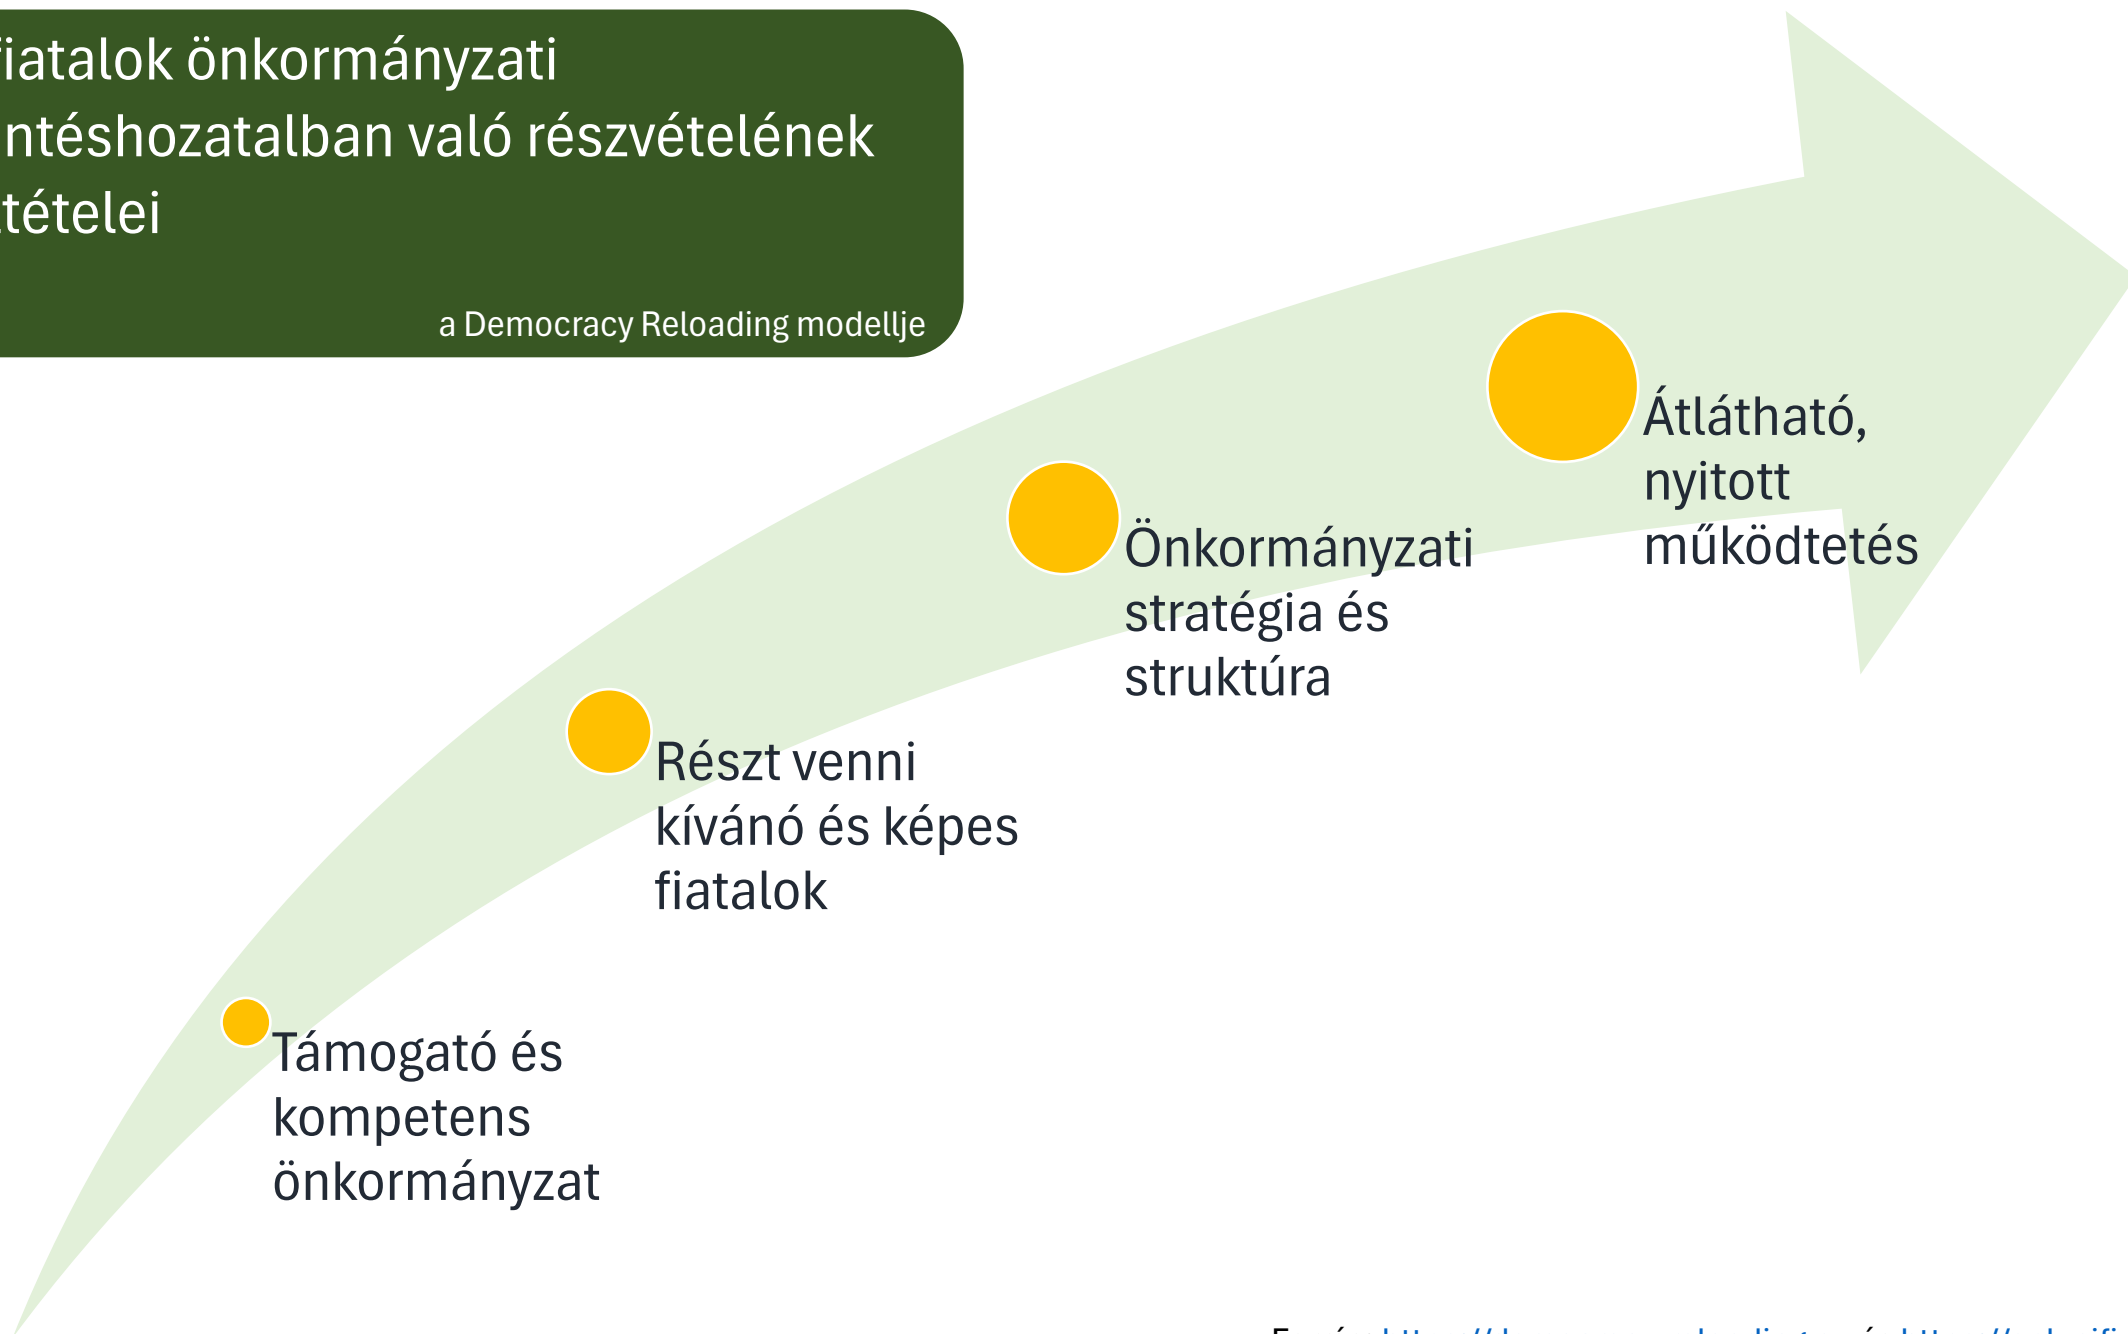 fiatalok önkormányzati
ntéshozatalban való részvételének
tételei
a Democracy Reloading modellje
Átlátható,
nyitott
működtetés
Önkormányzati
stratégia és
struktúra
Részt venni
kívánó és képes
fiatalok
Támogató és
kompetens
önkormányzat